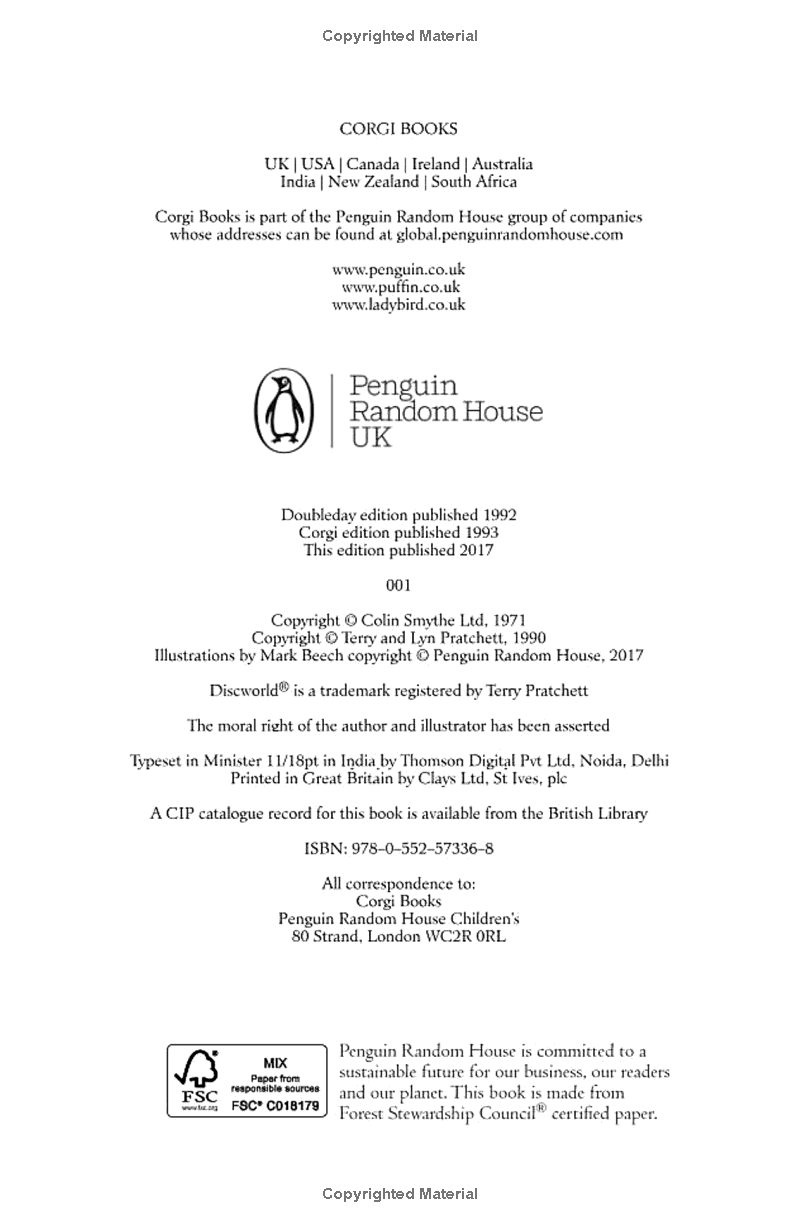 Copyrighted Material
CORGI BOOKS
UK | USA | Canada | Ireland | Australia
India | New Zealand | South Africa
Corgi Books is part of the Penguin Random House group of companies
whose addresses can be found at global.penguinrandomhouse.com
www.penguin.co.uk
www.puffin.co.uk
www.ladybird.co.uk
Penguin
Random House
UK
Doubleday edition published 1992
Corgi edition published 1993
This edition published 2017
001
Copyright © Colin Smythe Ltd, 1971
Copyright © Terry and Lyn Pratchett, 1990
Illustrations by Mark Beech copyright © Penguin Random House, 2017
Discworld® is a trademark registered by Terry Pratchett
The moral right of the author and illustrator has been asserted
Typeset in Minister 11/18pt in India by Thomson Digital Pvt Ltd, Noida, Delhi
Printed in Great Britain by Clays Ltd, St Ives, plc
A CIP catalogue record for this book is available from the British Library
ISBN: 978–0–552–57336–8
All correspondence to:
Corgi Books
Penguin Random House Children's
80 Strand, London WC2R 0RL
FSC
www.fsc.org
MIX
Paper from
responsible sources
FSC® C018179
Penguin Random House is committed to a
sustainable future for our business, our readers
and our planet. This book is made from
Forest Stewardship Council® certified paper.
Copyrighted Material